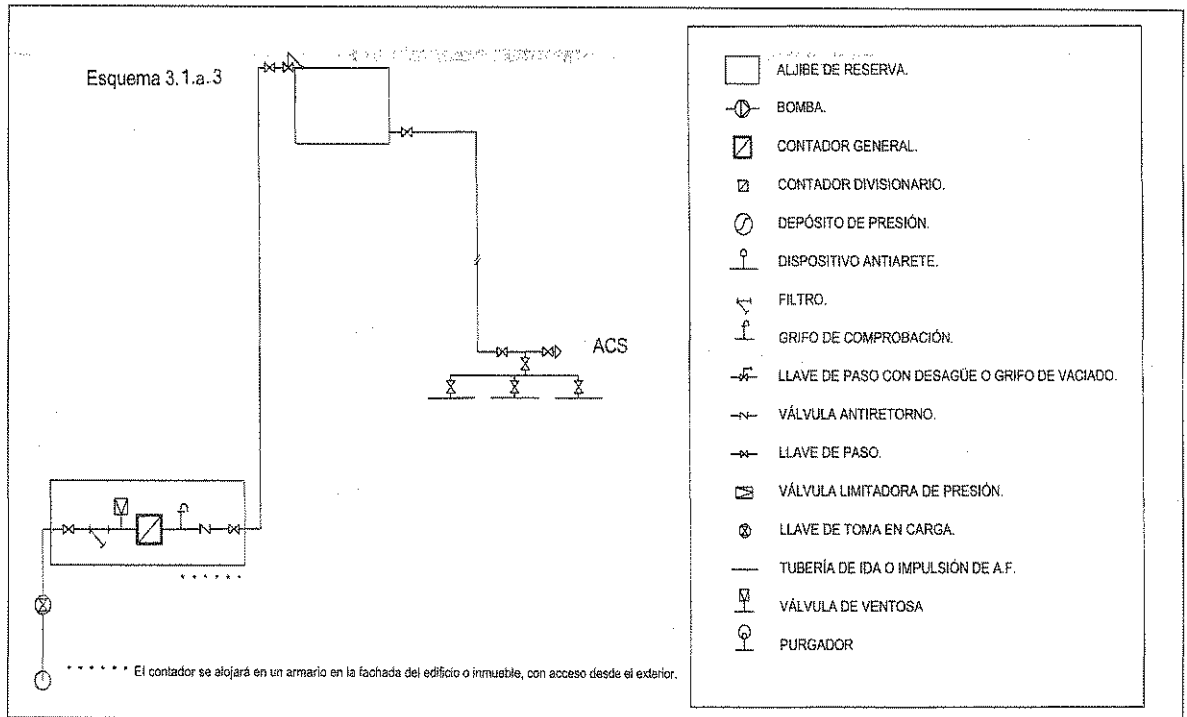 Esquema 3.1.a.3
ACS
* * * * * *
* * * * * * El contador se alojará en un armario en la fachada del edificio o inmueble, con acceso desde el exterior.
ALJIBE DE RESERVA.
BOMBA.
CONTADOR GENERAL.
CONTADOR DIVISIONARIO.
DEPÓSITO DE PRESIÓN.
DISPOSITIVO ANTIARETE.
FILTRO.
GRIFO DE COMPROBACIÓN.
LLAVE DE PASO CON DESAGÜE O GRIFO DE VACIADO.
VÁLVULA ANTIRETORNO.
LLAVE DE PASO.
VÁLVULA LIMITADORA DE PRESIÓN.
LLAVE DE TOMA EN CARGA.
TUBERÍA DE IDA O IMPULSIÓN DE A.F.
VÁLVULA DE VENTOSA
PURGADOR